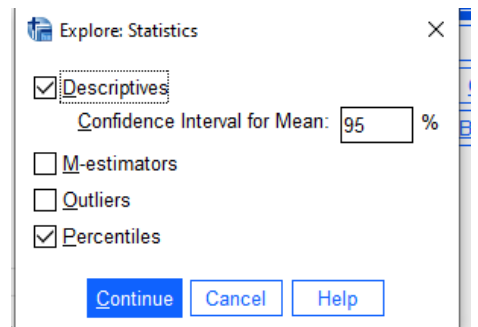 Explore: Statistics
Descriptives
Confidence Interval for Mean: 95 %
M-estimators
Outliers
Percentiles
Continue Cancel Help